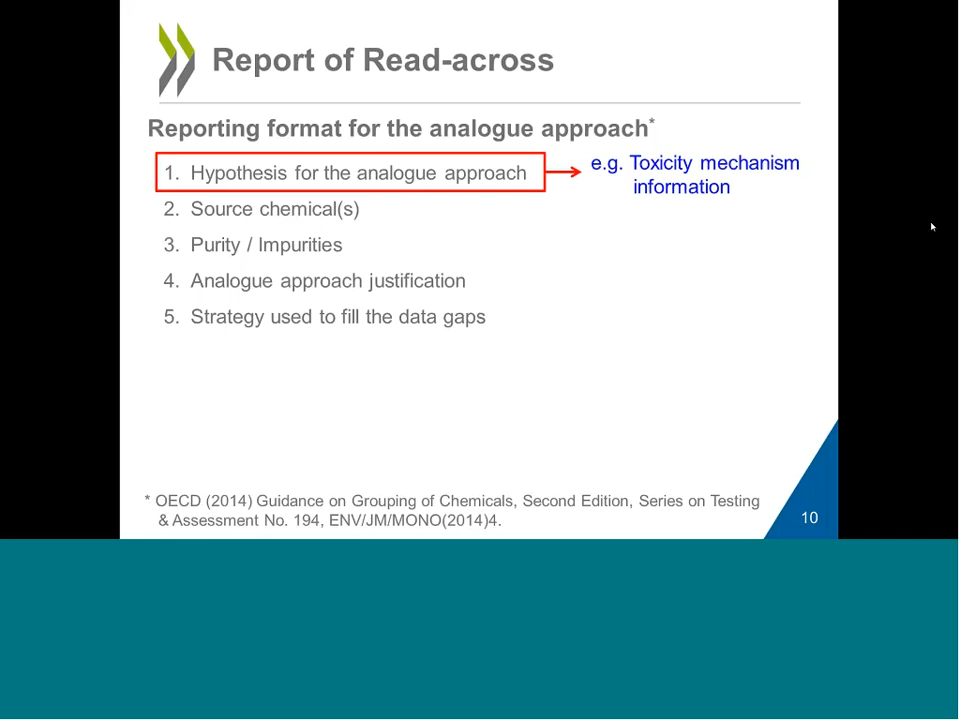 Report of Read-across
Reporting format for the analogue approach*
1. Hypothesis for the analogue approach
e.g. Toxicity mechanism
information
2. Source chemical(s)
3. Purity / Impurities
4. Analogue approach justification
5. Strategy used to fill the data gaps
* OECD (2014) Guidance on Grouping of Chemicals, Second Edition, Series on Testing
& Assessment No. 194, ENV/JM/MONO(2014)4.
10